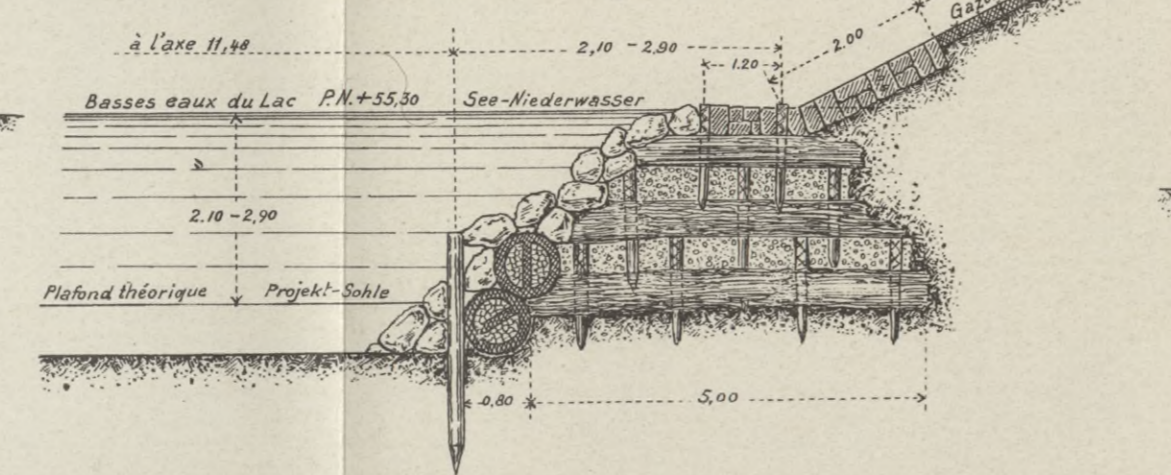 à l'axe 11,48
2,10 - 2,90
1.20
2.00
Basses eaux du Lac P.N.+55,30 See-Niederwasser
2.10 - 2,90
Plafond théorique Projekt-Sohle
0,80
5,00